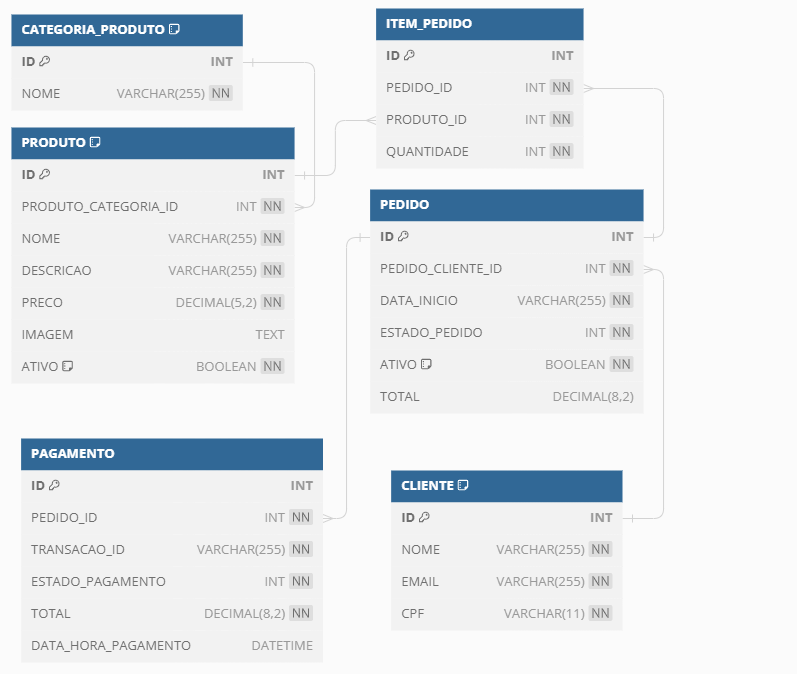 CATEGORIA_PRODUTO
ID INT
NOME VARCHAR(255) NN
PRODUTO
ID INT
PRODUTO_CATEGORIA_ID INT NN
NOME VARCHAR(255) NN
DESCRICAO VARCHAR(255) NN
PRECO DECIMAL(5,2) NN
IMAGEM TEXT
ATIVO BOOLEAN NN
ITEM_PEDIDO
ID INT
PEDIDO_ID INT NN
PRODUTO_ID INT NN
QUANTIDADE INT NN
PEDIDO
ID INT
PEDIDO_CLIENTE_ID INT NN
DATA_INICIO VARCHAR(255) NN
ESTADO_PEDIDO INT NN
ATIVO BOOLEAN NN
TOTAL DECIMAL(8,2)
PAGAMENTO
ID INT
PEDIDO_ID INT NN
TRANSACAO_ID VARCHAR(255) NN
ESTADO_PAGAMENTO INT NN
TOTAL DECIMAL(8,2) NN
DATA_HORA_PAGAMENTO DATETIME
CLIENTE
ID INT
NOME VARCHAR(255) NN
EMAIL VARCHAR(255) NN
CPF VARCHAR(11) NN